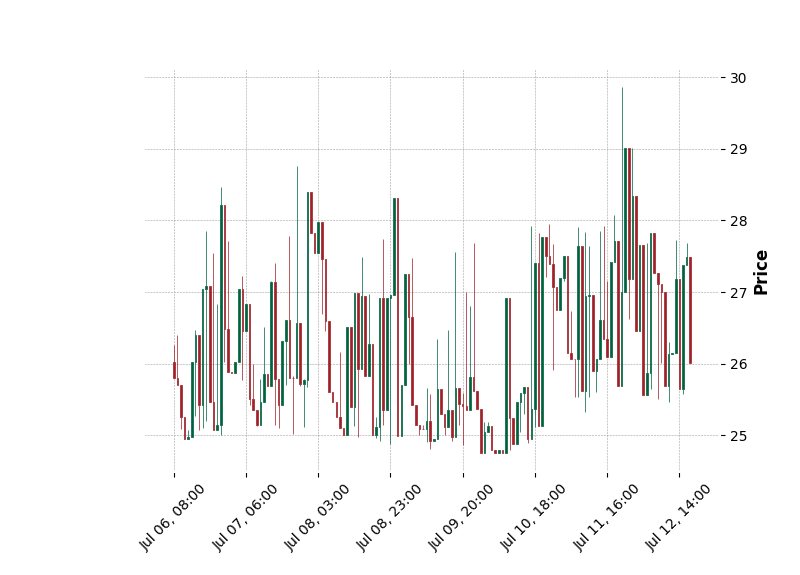 30
29
28
27
26
25
Price
Jul 06, 08:00
Jul 07, 06:00
Jul 08, 03:00
Jul 08, 23:00
Jul 09, 20:00
Jul 10, 18:00
Jul 11, 16:00
Jul 12, 14:00